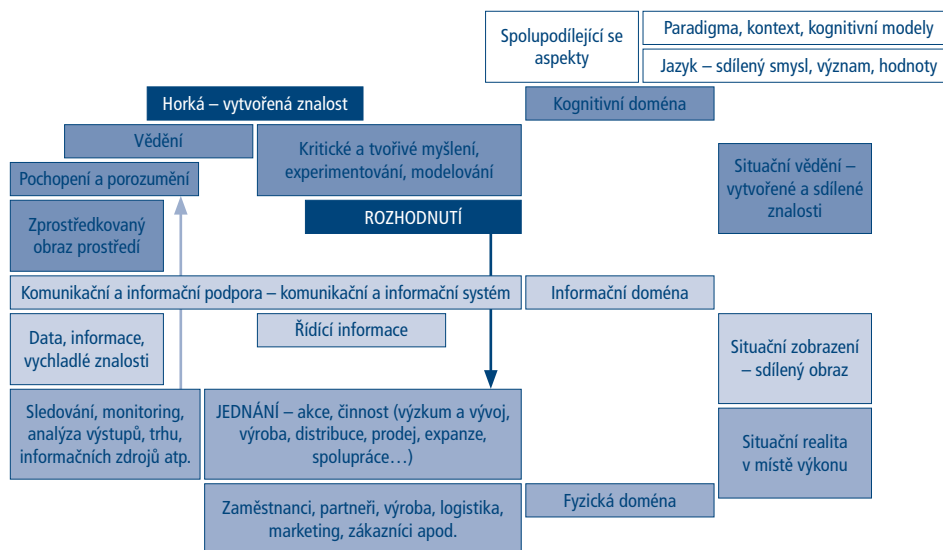 Spolupodílející se
aspekty
Paradigma, kontext, kognitivní modely
Jazyk – sdílený smysl, význam, hodnoty
Horká – vytvořená znalost
Kognitivní doména
Vědění
Kritické a tvořivé myšlení,
experimentování, modelování
Pochopení a porozumění
Situační vědění –
vytvořené a sdílené
znalosti
ROZHODNUTÍ
Zprostředkovaný
obraz prostředí
Komunikační a informační podpora – komunikační a informační systém
Informační doména
Data, informace,
vychladlé znalosti
Řídící informace
Situační zobrazení
– sdílený obraz
Sledování, monitoring,
analýza výstupů, trhu,
informačních zdrojů atp.
JEDNÁNÍ – akce, činnost (výzkum a vývoj,
výroba, distribuce, prodej, expanze,
spolupráce…)
Situační realita
v místě výkonu
Zaměstnanci, partneři, výroba, logistika,
marketing, zákazníci apod.
Fyzická doména